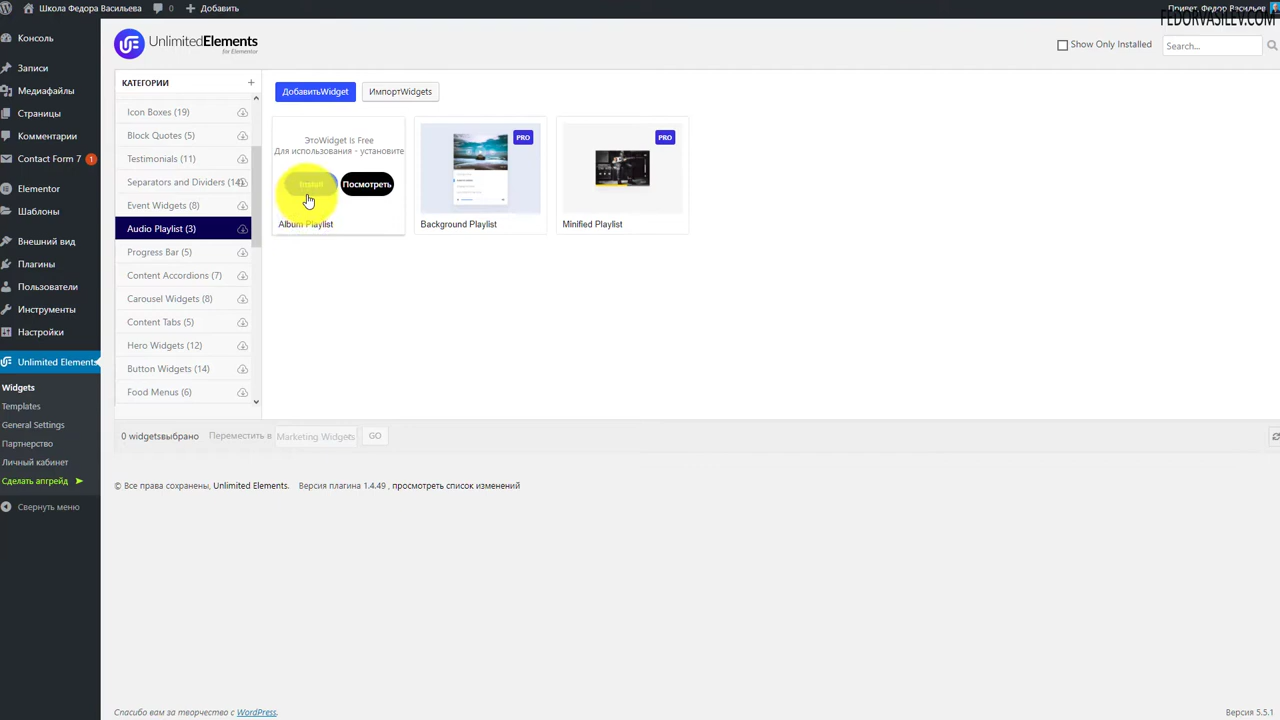 Школа Федора Васильева
0
Добавить
Привет, Федор Васильев
FEDORVASILEV.COM
Консоль
Записи
Медиафайлы
Страницы
Комментарии
Contact Form 7 1
Elementor
Шаблоны
Внешний вид
Плагины
Пользователи
Инструменты
Настройки
Unlimited Elements
Widgets
Templates
General Settings
Партнерство
Личный кабинет
Сделать апгрейд ➤
Свернуть меню
UnlimitedElements
for Elementor
Show Only Installed
Search...
КАТЕГОРИИ +
Icon Boxes (19)
Block Quotes (5)
Testimonials (11)
Separators and Dividers (14)
Event Widgets (8)
Audio Playlist (3)
Progress Bar (5)
Content Accordions (7)
Carousel Widgets (8)
Content Tabs (5)
Hero Widgets (12)
Button Widgets (14)
Food Menus (6)
ДобавитьWidget
ИмпортWidgets
ЭтоWidget Is Free
Для использования - установите
Install
Посмотреть
Album Playlist
PRO
Background Playlist
PRO
Minified Playlist
0 widgetsвыбрано
Переместить в
Marketing Widgets
GO
© Все права сохранены, Unlimited Elements. Версия плагина 1.4.49 , просмотреть список изменений
Спасибо вам за творчество с WordPress.
Версия 5.5.1